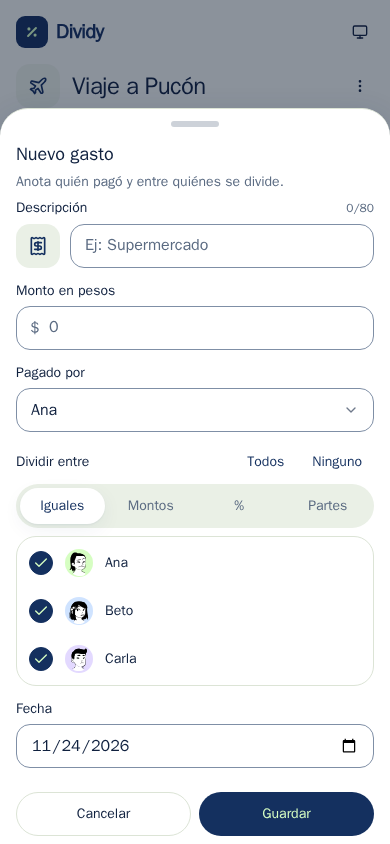 Dividy
Viaje a Pucón
Nuevo gasto
Anota quién pagó y entre quiénes se divide.
Descripción 0/80
Ej: Supermercado
Monto en pesos
$ 0
Pagado por
Ana
Dividir entre Todos Ninguno
Iguales Montos % Partes
Ana
Beto
Carla
Fecha
11/24/2026
Cancelar Guardar